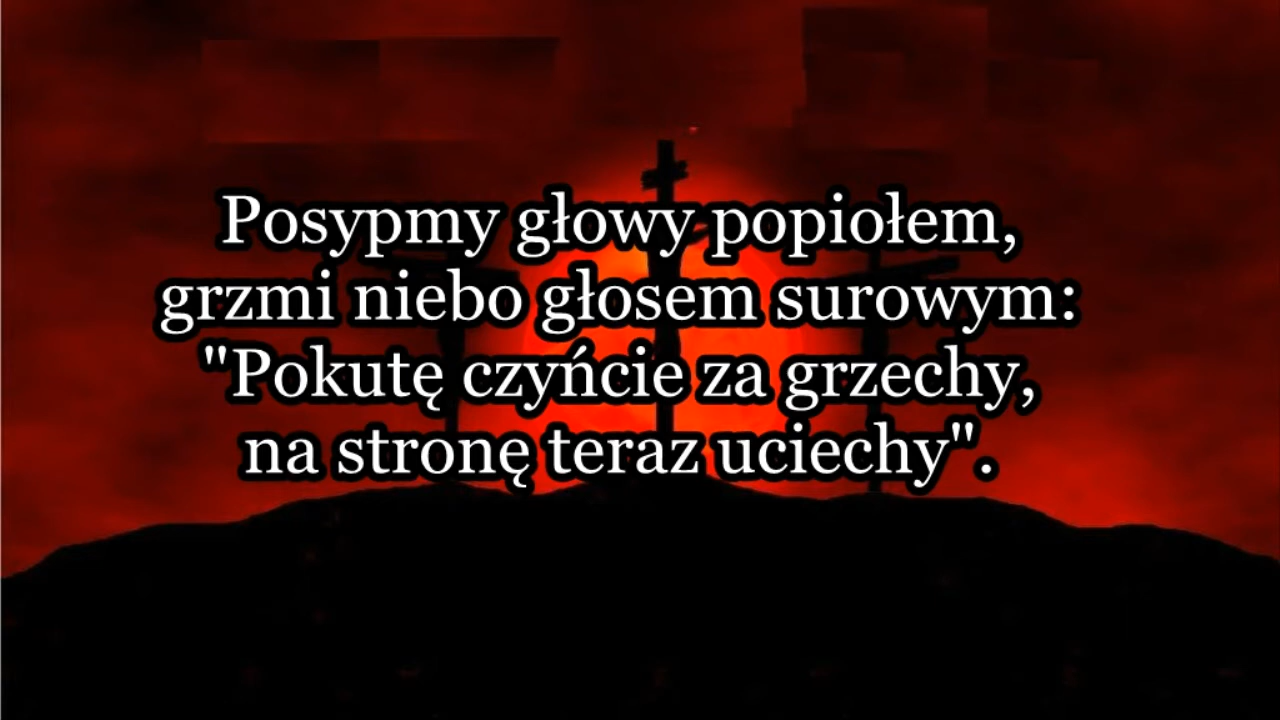 Posypmy głowy popiołem,
grzmi niebo głosem surowym:
"Pokutę czyńcie za grzechy,
na stronę teraz uciechy".